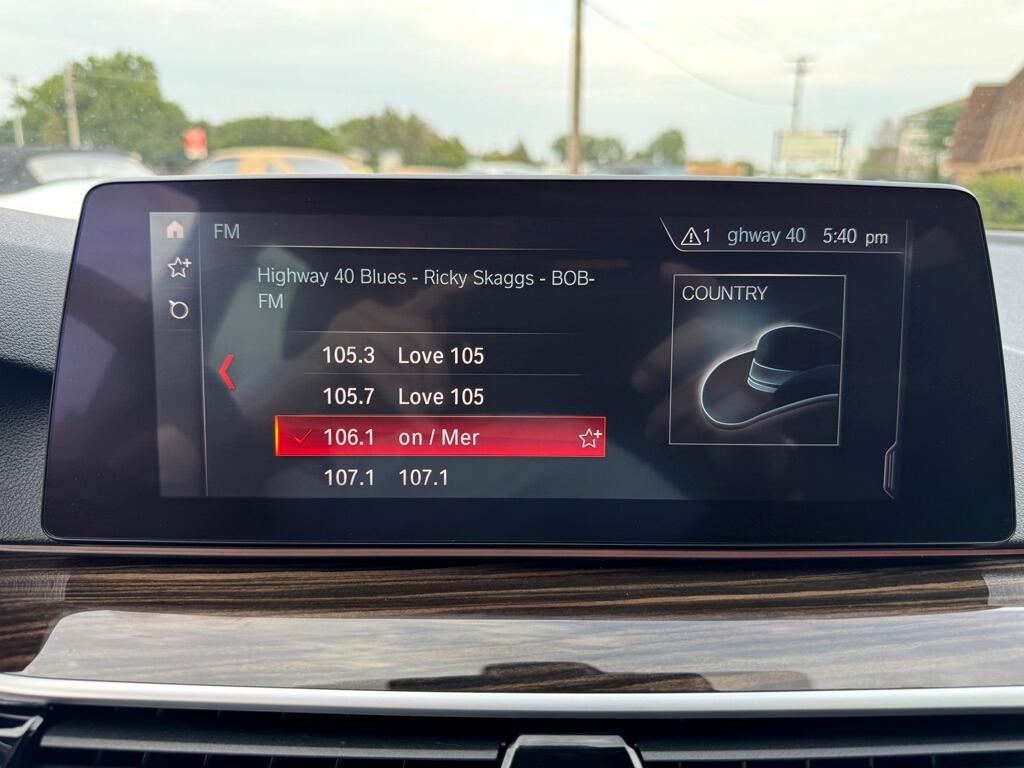 FM
1 ghway 40 5:40 pm
Highway 40 Blues - Ricky Skaggs - BOB-
FM
COUNTRY
105.3 Love 105
105.7 Love 105
106.1 on / Mer
107.1 107.1